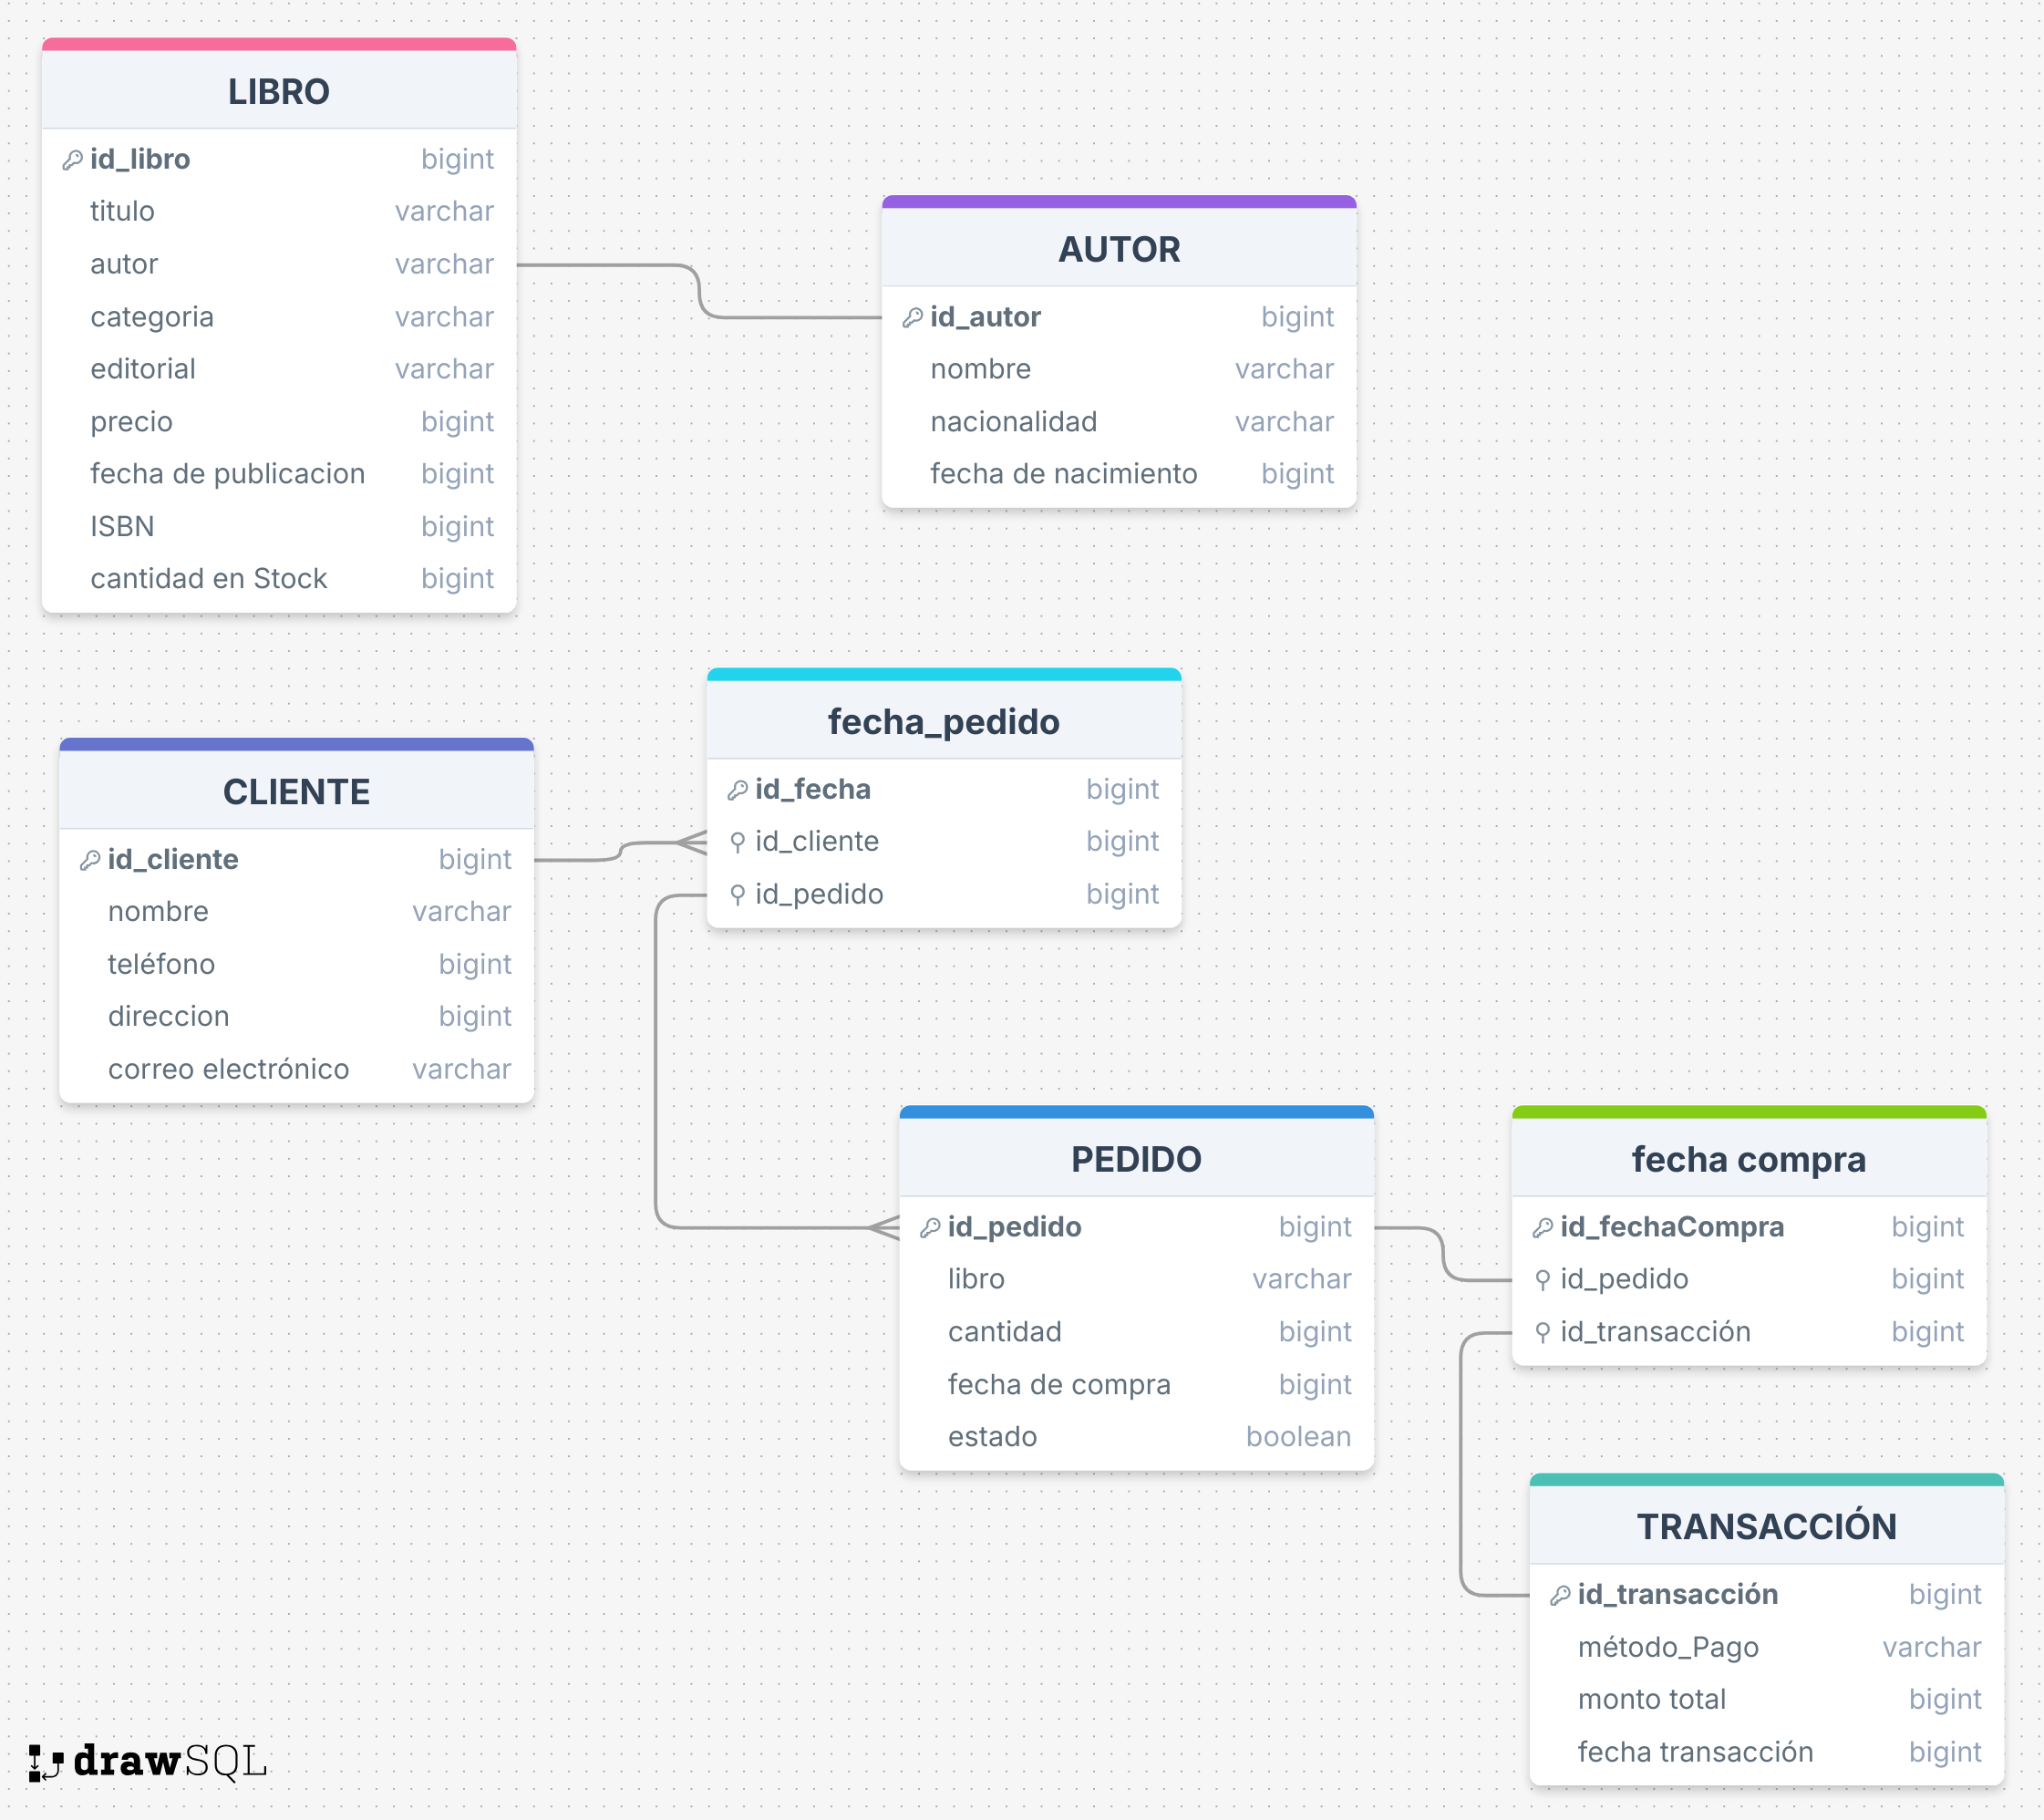 LIBRO
id_libro bigint
titulo varchar
autor varchar
categoria varchar
editorial varchar
precio bigint
fecha de publicacion bigint
ISBN bigint
cantidad en Stock bigint
AUTOR
id_autor bigint
nombre varchar
nacionalidad varchar
fecha de nacimiento bigint
fecha_pedido
id_fecha bigint
id_cliente bigint
id_pedido bigint
CLIENTE
id_cliente bigint
nombre varchar
teléfono bigint
direccion bigint
correo electrónico varchar
PEDIDO
id_pedido bigint
libro varchar
cantidad bigint
fecha de compra bigint
estado boolean
fecha compra
id_fechaCompra bigint
id_pedido bigint
id_transacción bigint
TRANSACCIÓN
id_transacción bigint
método_Pago varchar
monto total bigint
fecha transacción bigint
drawSQL